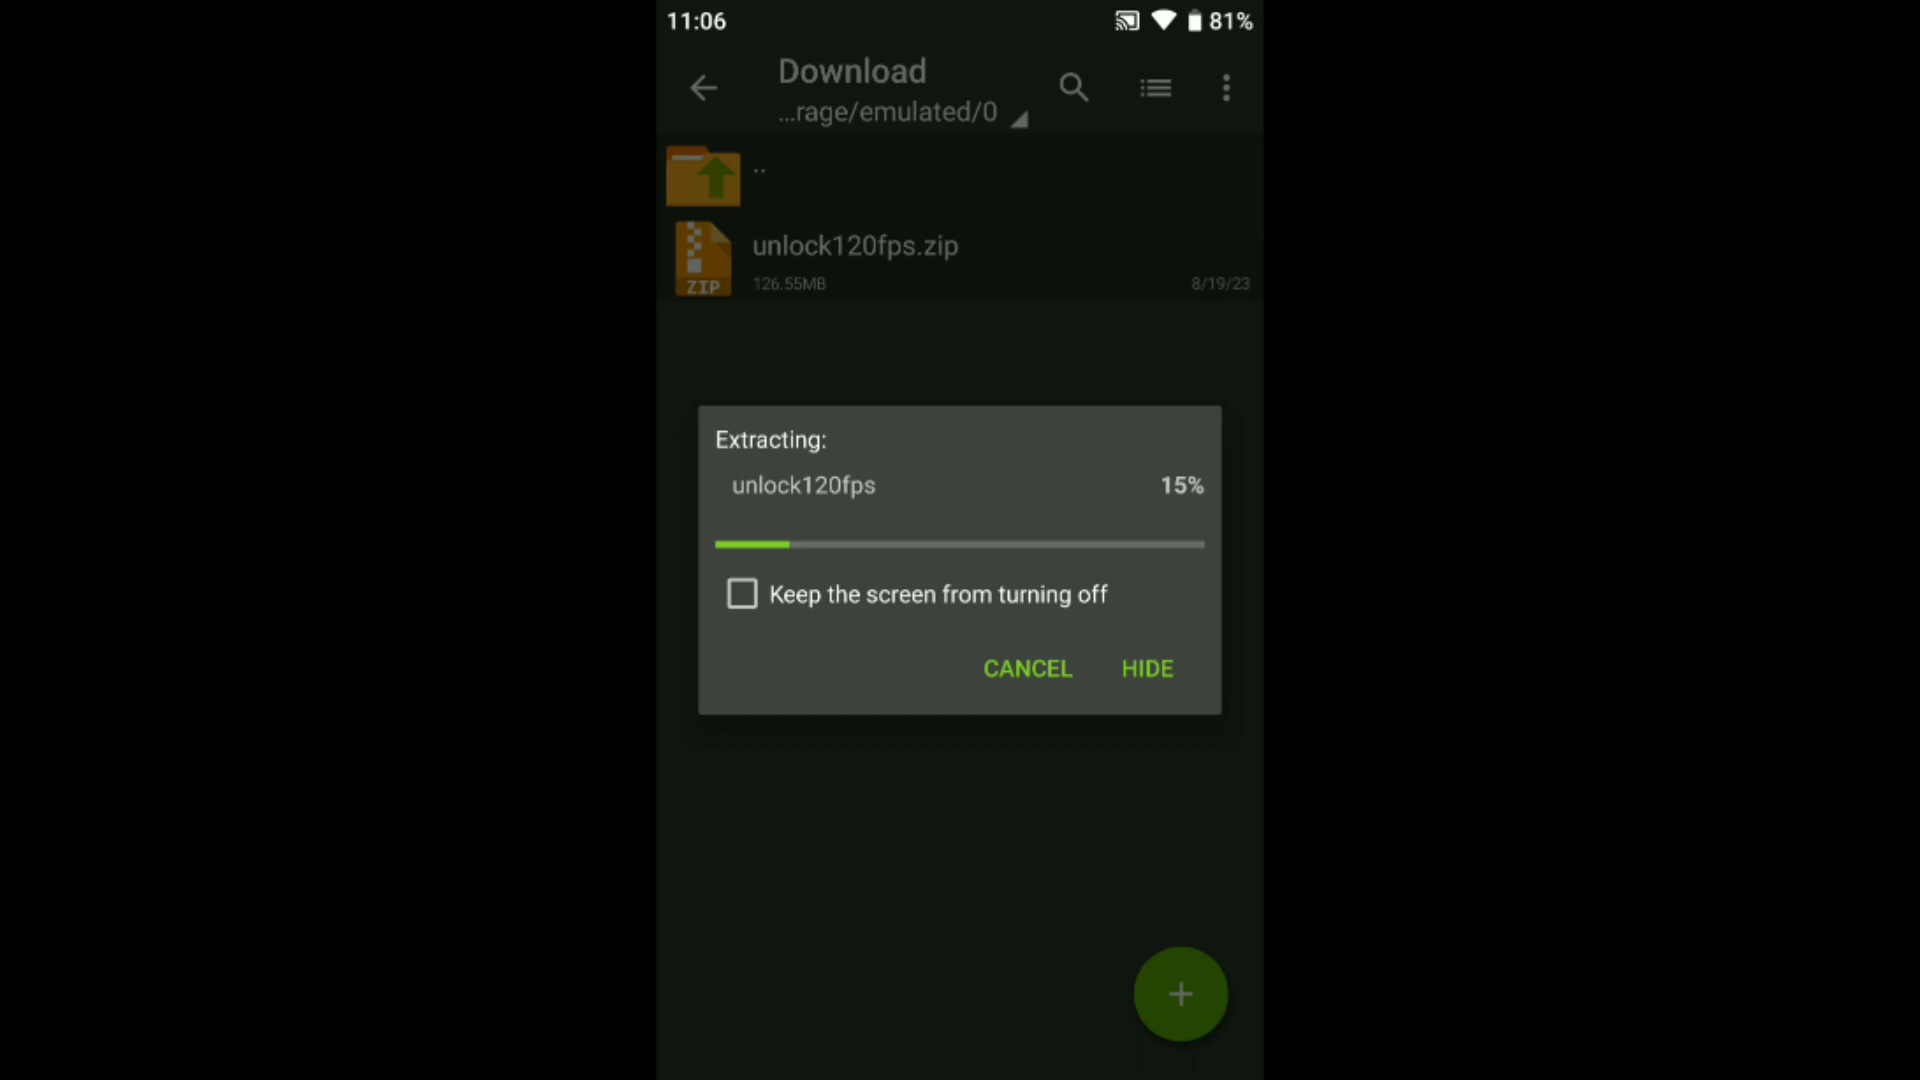 11:06 81%
Download
...rage/emulated/0
..
unlock120fps.zip
ZIP 126.55MB 8/19/23
Extracting:
unlock120fps 15%
Keep the screen from turning off
CANCEL HIDE